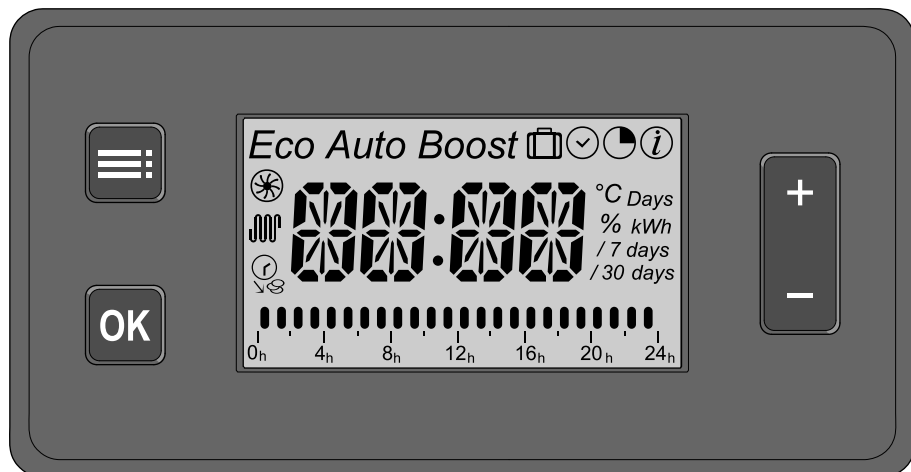 Eco Auto Boost i
°C Days
% kWh
/ 7 days
/ 30 days
0h 4h 8h 12h 16h 20h 24h
OK
+
−